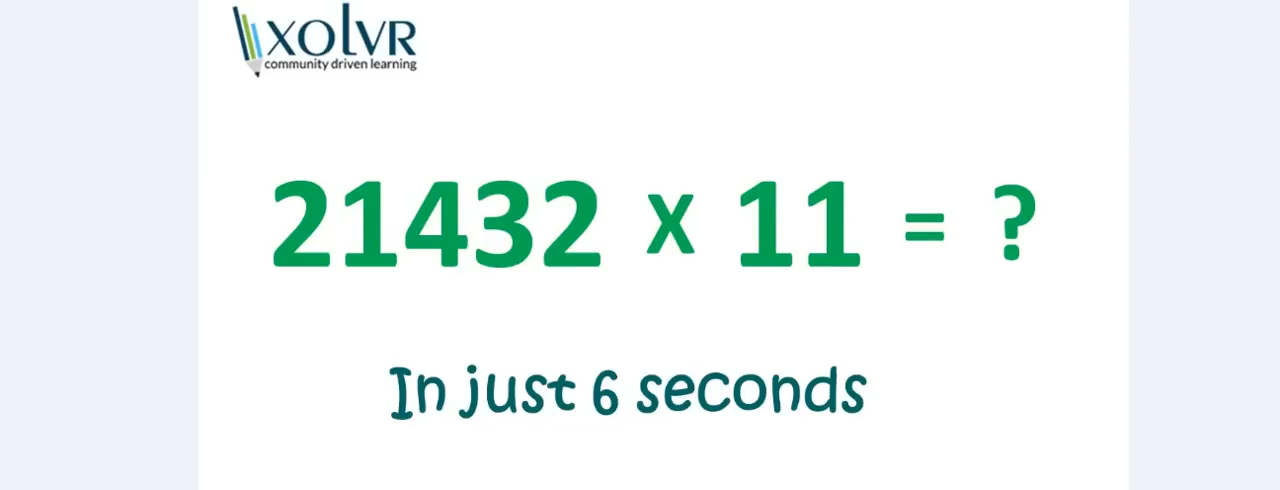 xolvr
community driven learning
21432 x 11 = ?
In just 6 seconds